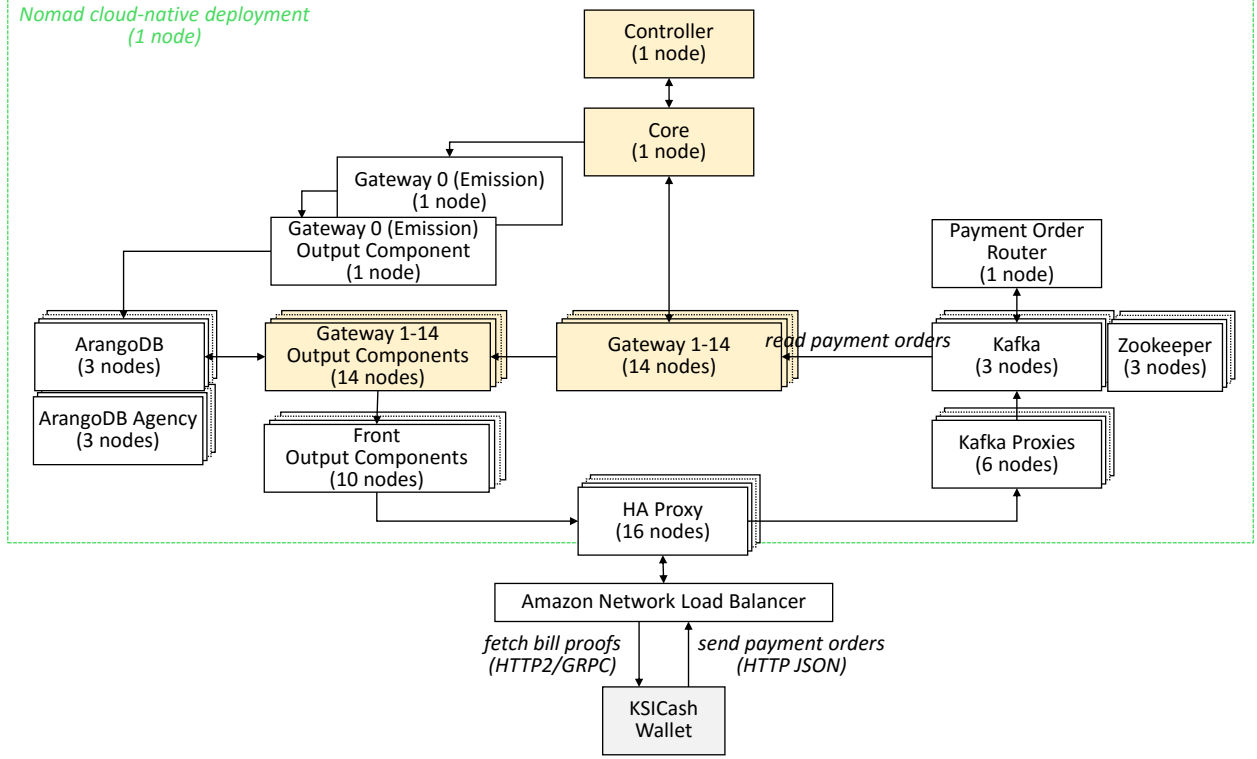 Nomad cloud-native deployment
(1 node)
Controller
(1 node)
Core
(1 node)
Gateway 0 (Emission)
(1 node)
Gateway 0 (Emission)
Output Component
(1 node)
Payment Order
Router
(1 node)
ArangoDB
(3 nodes)
Gateway 1-14
Output Components
(14 nodes)
Gateway 1-14
(14 nodes)
read payment orders
Kafka
(3 nodes)
Zookeeper
(3 nodes)
ArangoDB Agency
(3 nodes)
Front
Output Components
(10 nodes)
Kafka Proxies
(6 nodes)
HA Proxy
(16 nodes)
Amazon Network Load Balancer
fetch bill proofs
(HTTP2/GRPC)
send payment orders
(HTTP JSON)
KSICash
Wallet